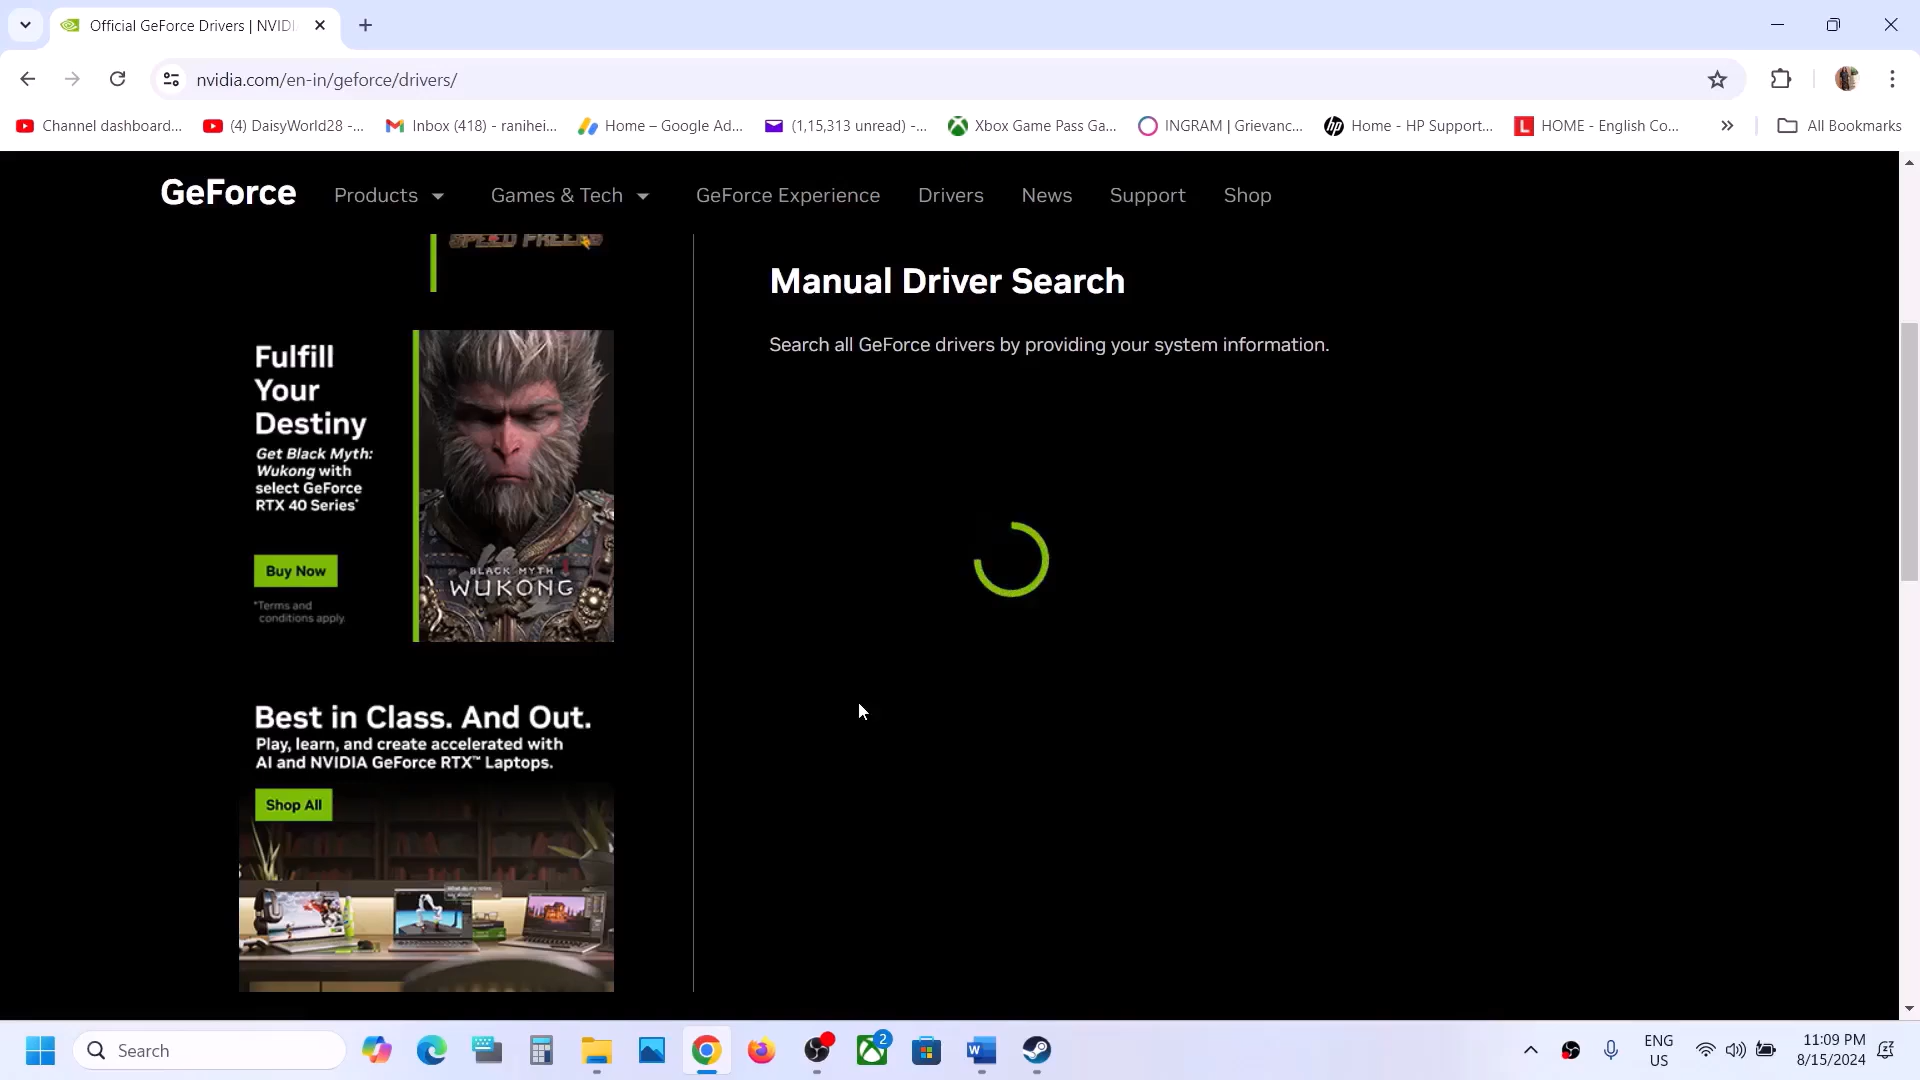 Official GeForce Drivers | NVIDI
nvidia.com/en-in/geforce/drivers/
Channel dashboard...
(4) DaisyWorld28 -...
Inbox (418) - ranihei...
Home – Google Ad...
(1,15,313 unread) -...
Xbox Game Pass Ga...
INGRAM | Grievanc...
Home - HP Support...
HOME - English Co...
All Bookmarks
GeForce
Products
Games & Tech
GeForce Experience
Drivers
News
Support
Shop
SPEED FREEKS
Manual Driver Search
Search all GeForce drivers by providing your system information.
Fulfill
Your
Destiny
Get Black Myth:
Wukong with
select GeForce
RTX 40 Series*
Buy Now
*Terms and
conditions apply.
BLACK MYTH
WUKONG
Best in Class. And Out.
Play, learn, and create accelerated with
AI and NVIDIA GeForce RTX™ Laptops.
Shop All
Search
2
ENG
US
11:09 PM
8/15/2024